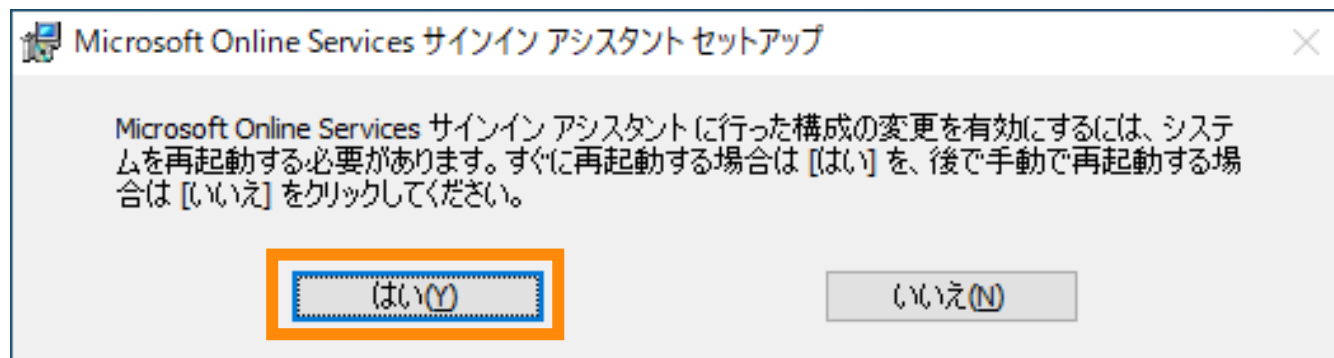 Microsoft Online Services サインイン アシスタント セットアップ
Microsoft Online Services サインイン アシスタント に行った構成の変更を有効にするには、システ
ムを再起動する必要があります。すぐに再起動する場合は [はい] を、後で手動で再起動する場
合は [いいえ] をクリックしてください。
はい(Y)
いいえ(N)